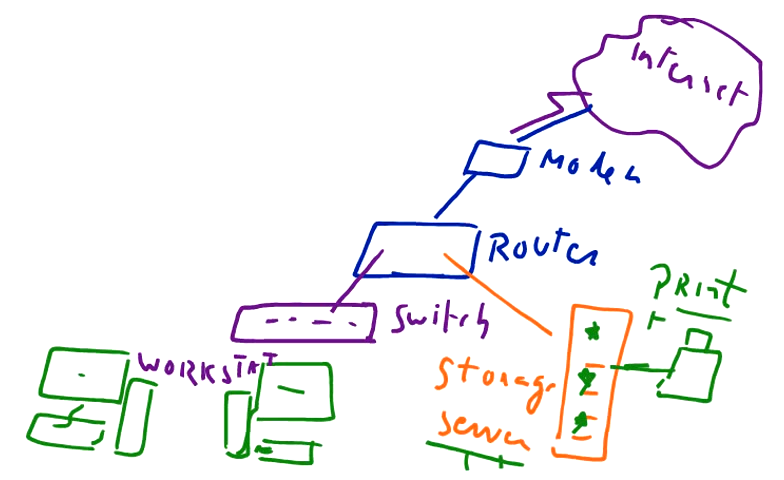 Internet
Modem
Router
Switch
PRint
WORKSTAT
Storage
server